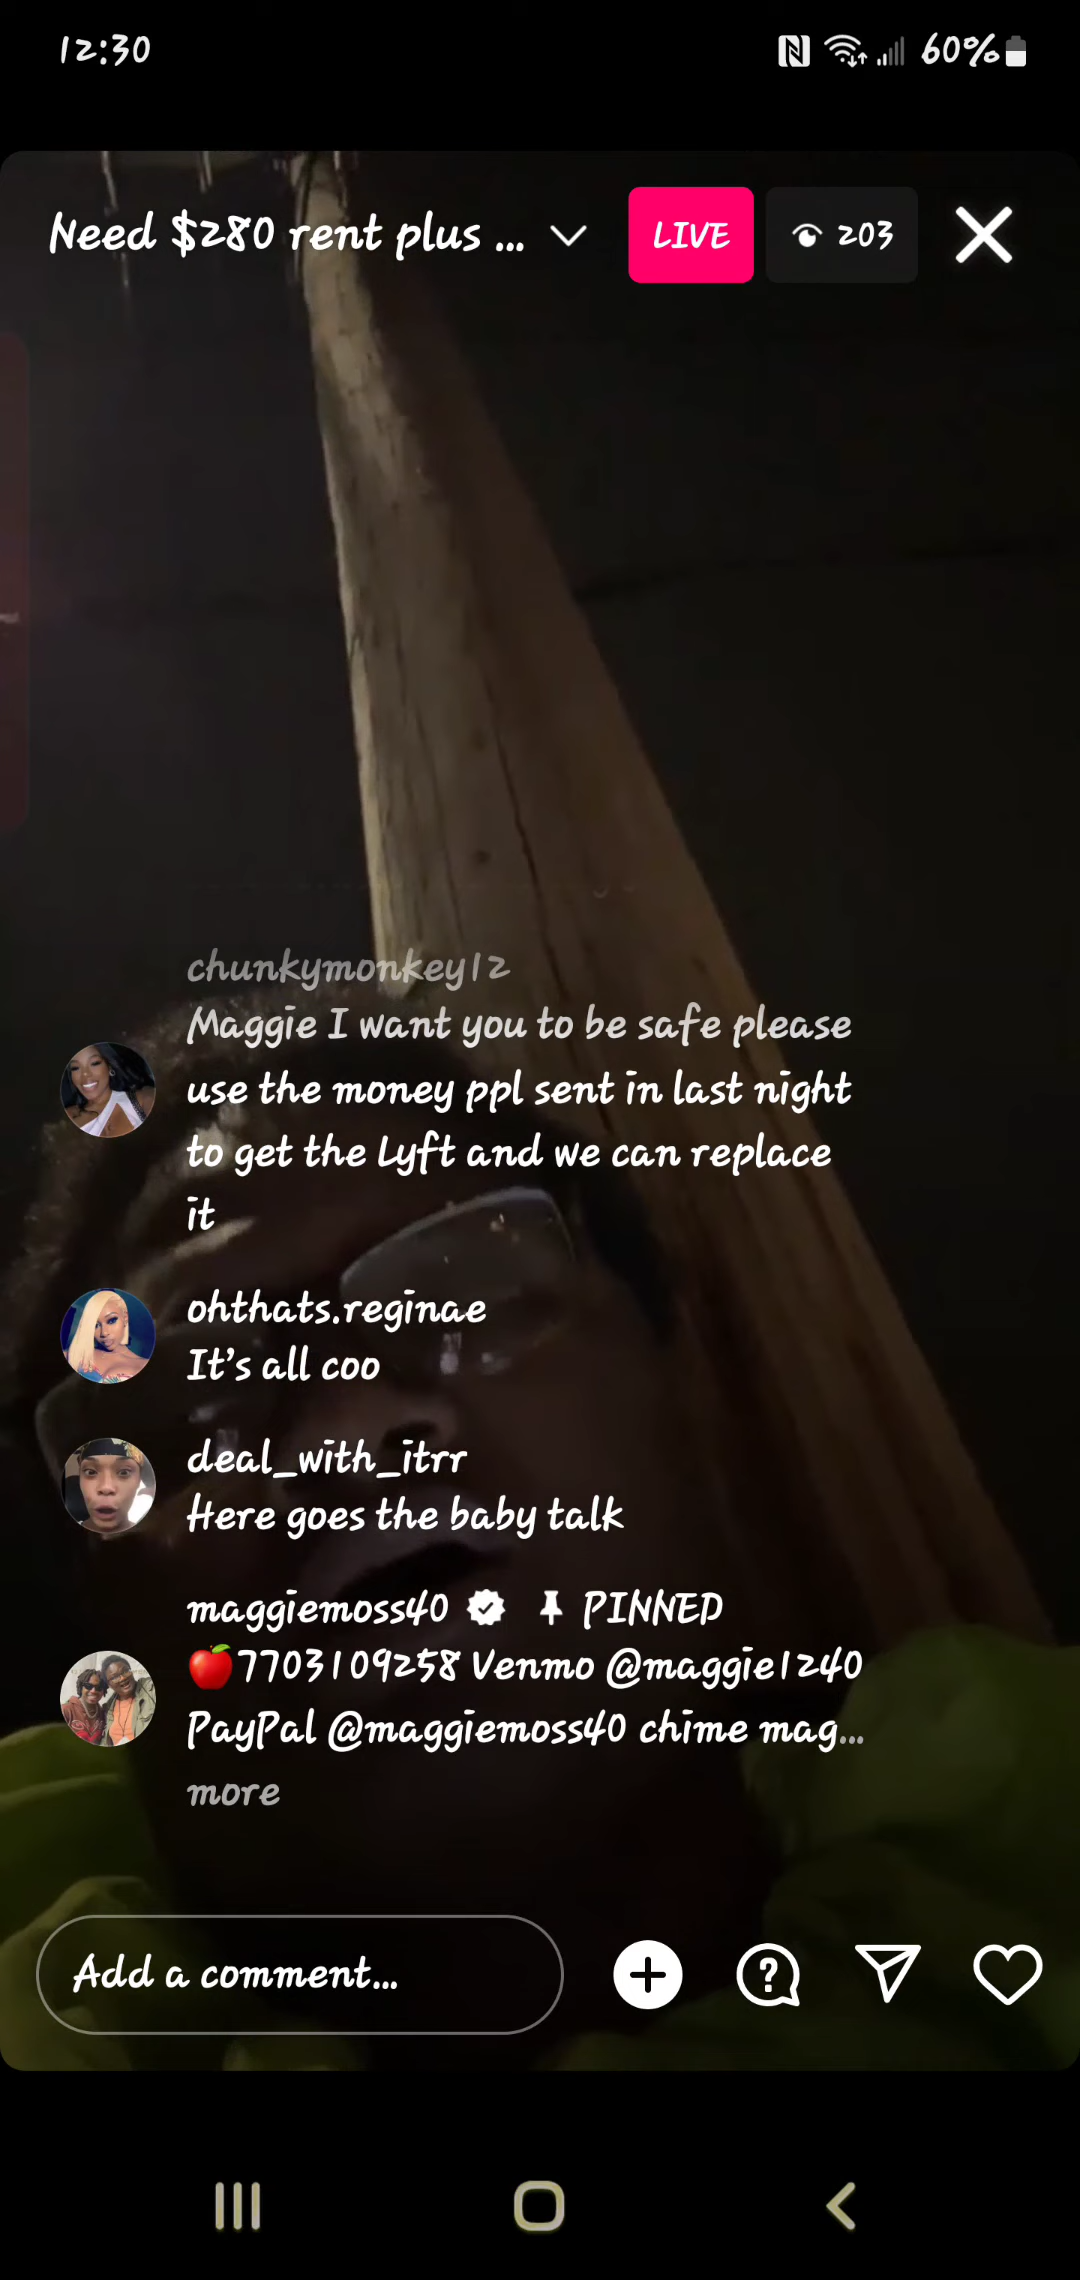 12:30
60%
Need $280 rent plus ...
LIVE
203
chunkymonkey12
Maggie I want you to be safe please
use the money ppl sent in last night
to get the Lyft and we can replace
it
ohthats.reginae
It’s all coo
deal_with_itrr
Here goes the baby talk
maggiemoss40 PINNED
🍎7703109258 Venmo @maggie1240
PayPal @maggiemoss40 chime mag...
more
Add a comment...